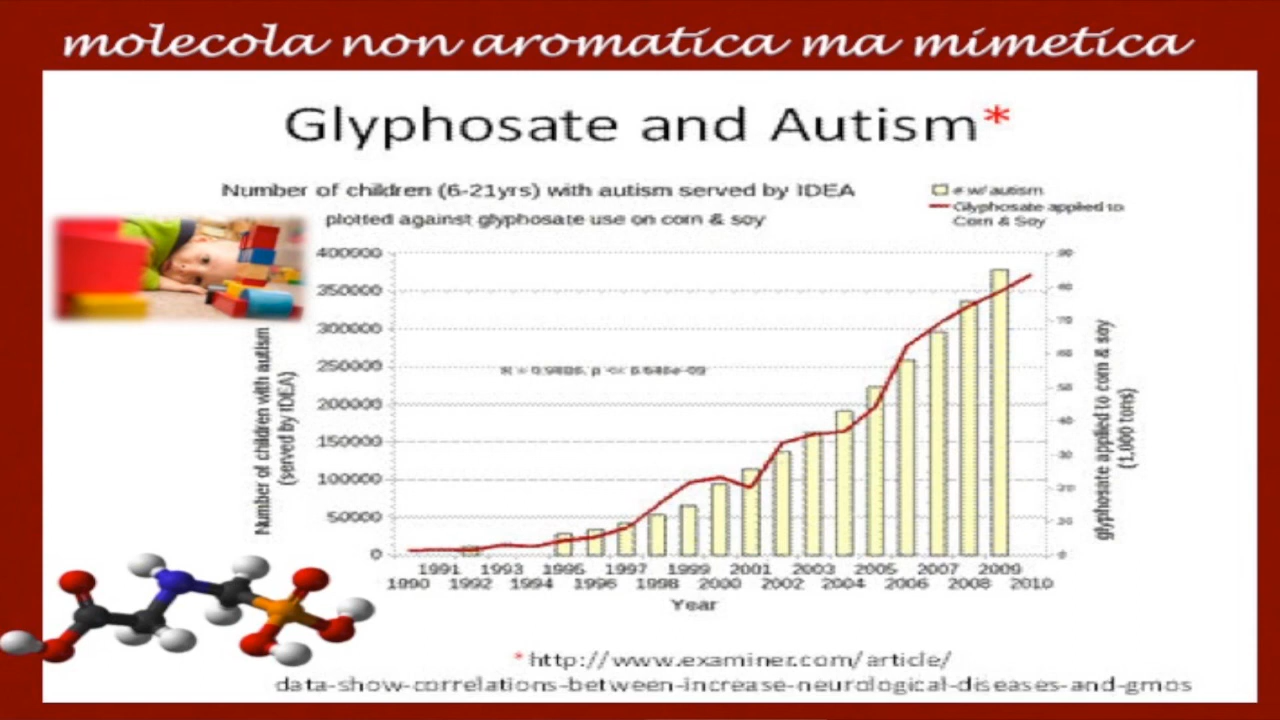 molecola non aromatica ma mimetica
Glyphosate and Autism*
Number of children (6-21yrs) with autism served by IDEA
plotted against glyphosate use on corn & soy
# w/ autism
Glyphosate applied to
Corn & Soy
Number of children with autism
(served by IDEA)
400000
350000
300000
250000
200000
150000
100000
50000
0
90
80
70
60
50
40
30
20
10
0
glyphosate applied to corn & soy
(1,000 tons)
1991 1993 1995 1997 1999 2001 2003 2005 2007 2009
1990 1992 1994 1996 1998 2000 2002 2004 2006 2008 2010
Year
*http://www.examiner.com/article/
data-show-correlations-between-increase-neurological-diseases-and-gmos